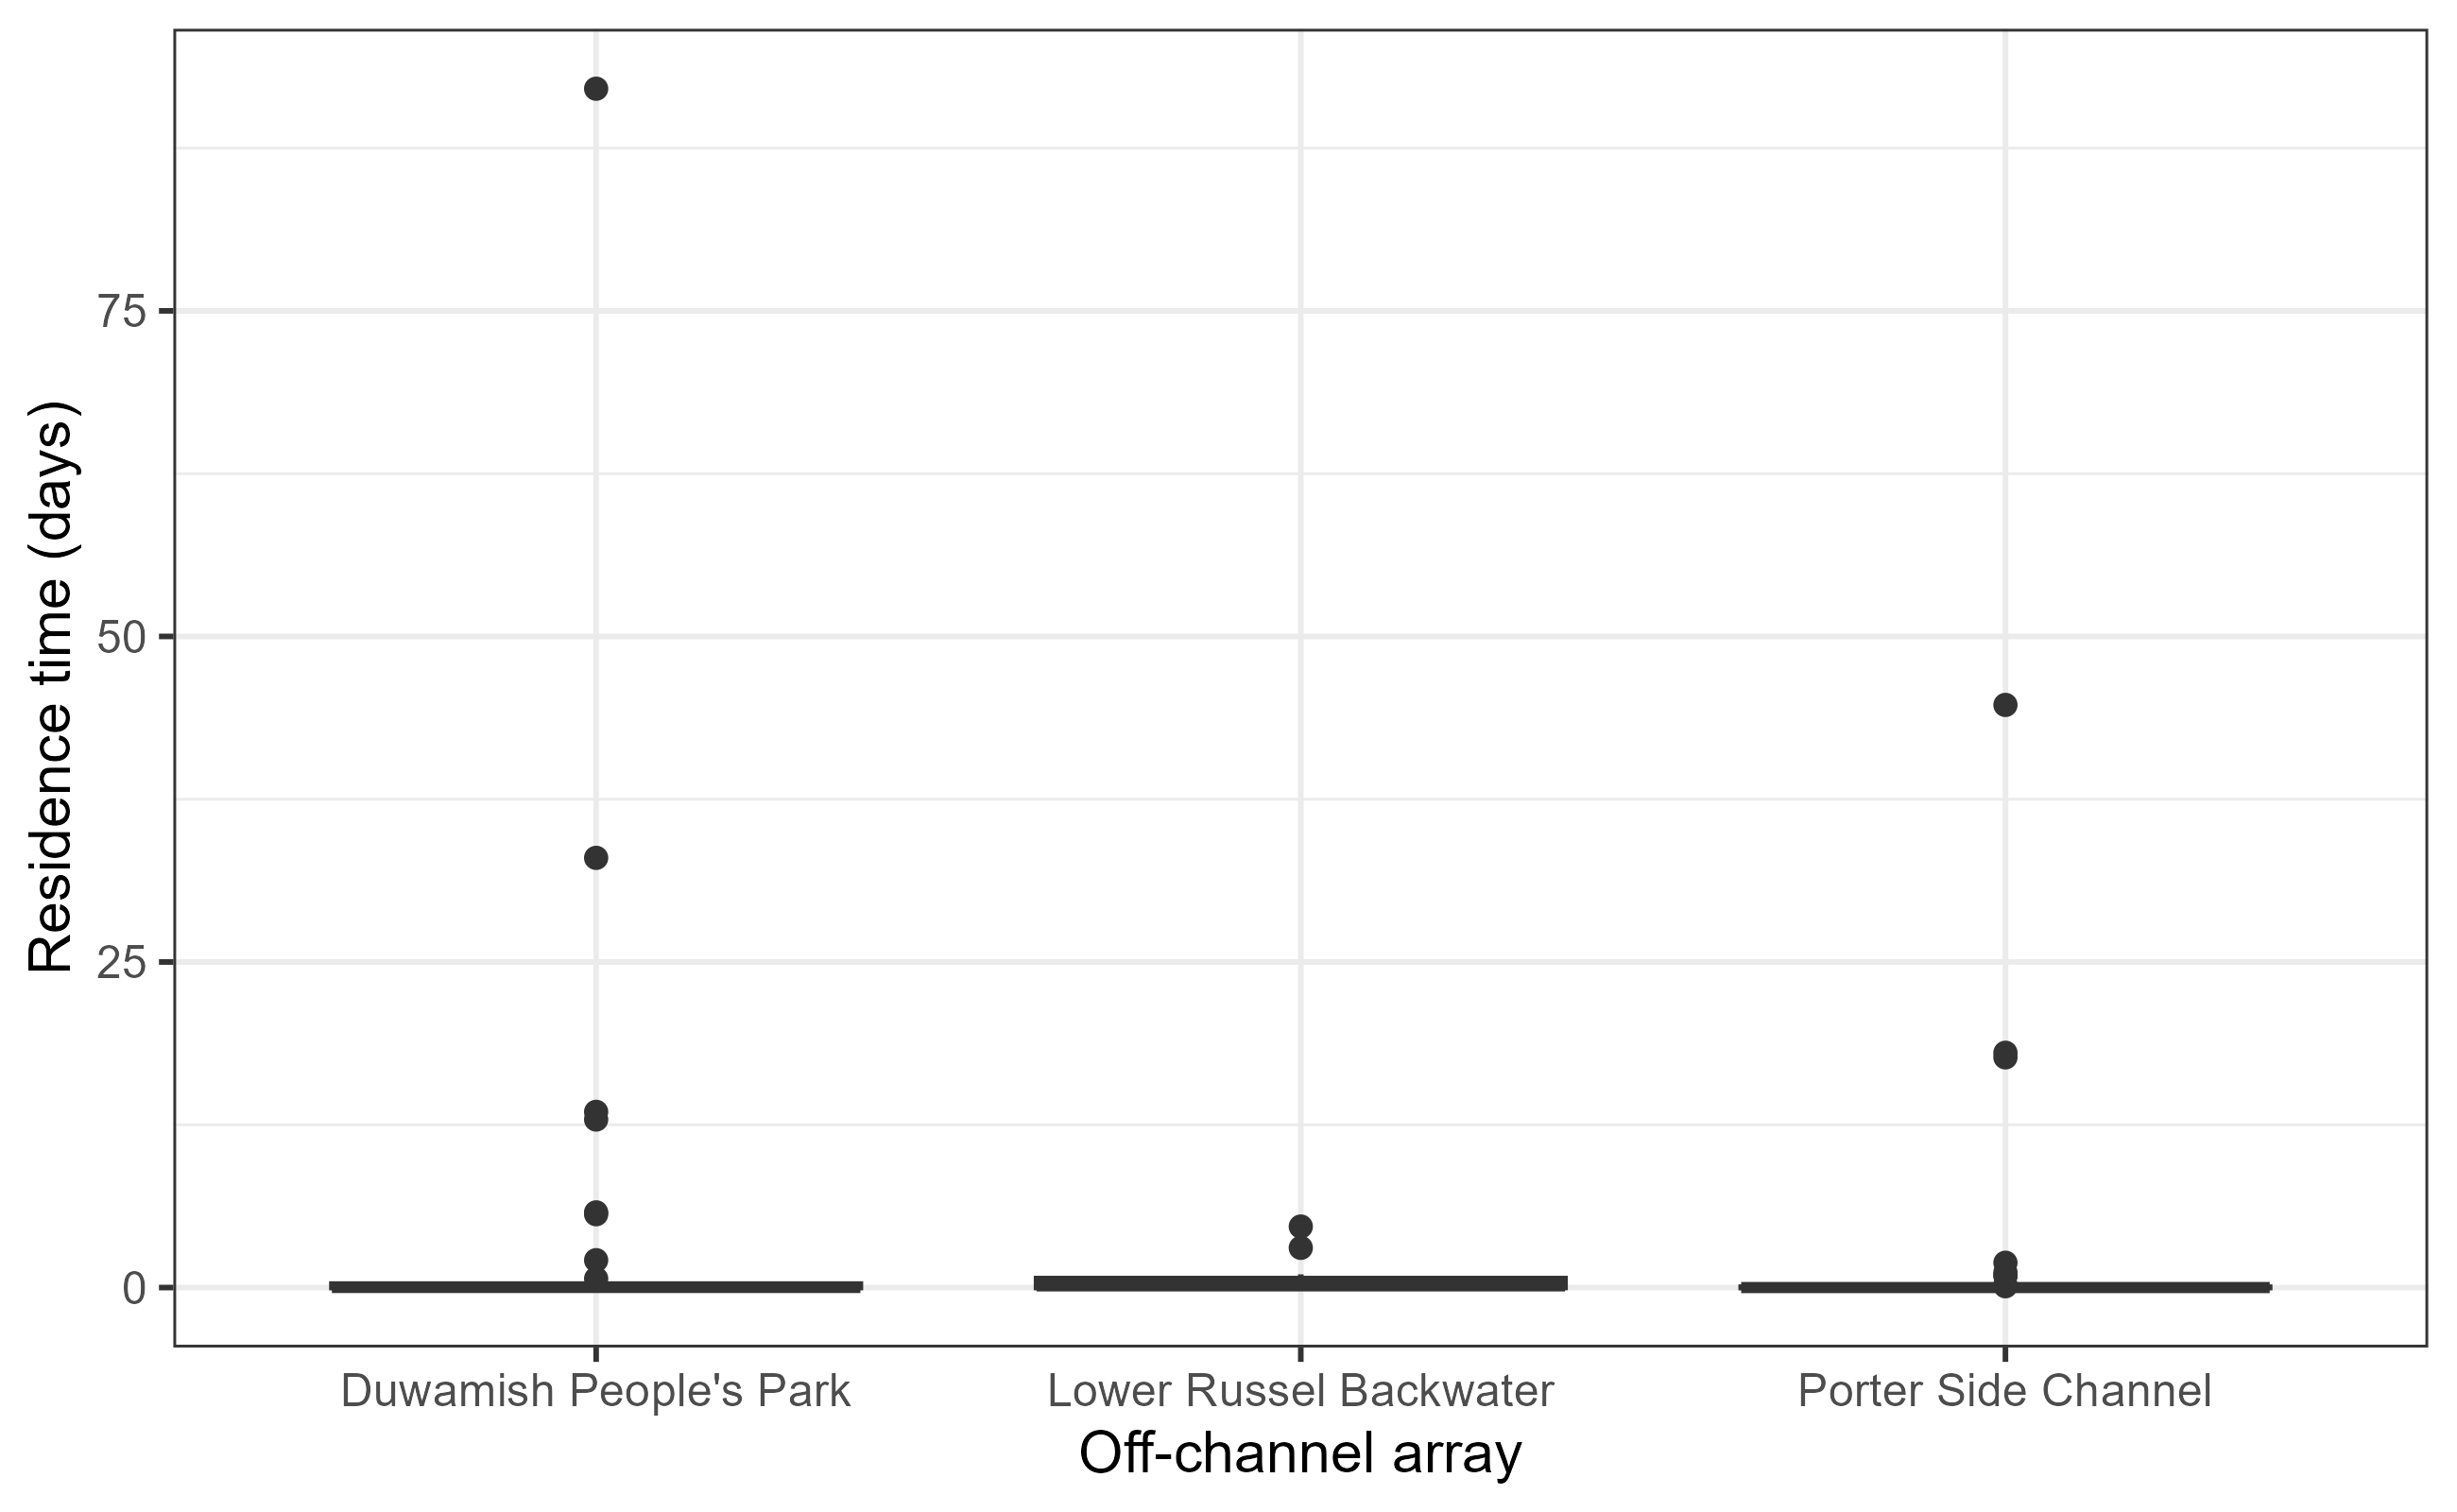 Residence time (days)
75
50
25
0
Duwamish People's Park
Lower Russel Backwater
Porter Side Channel
Off-channel array